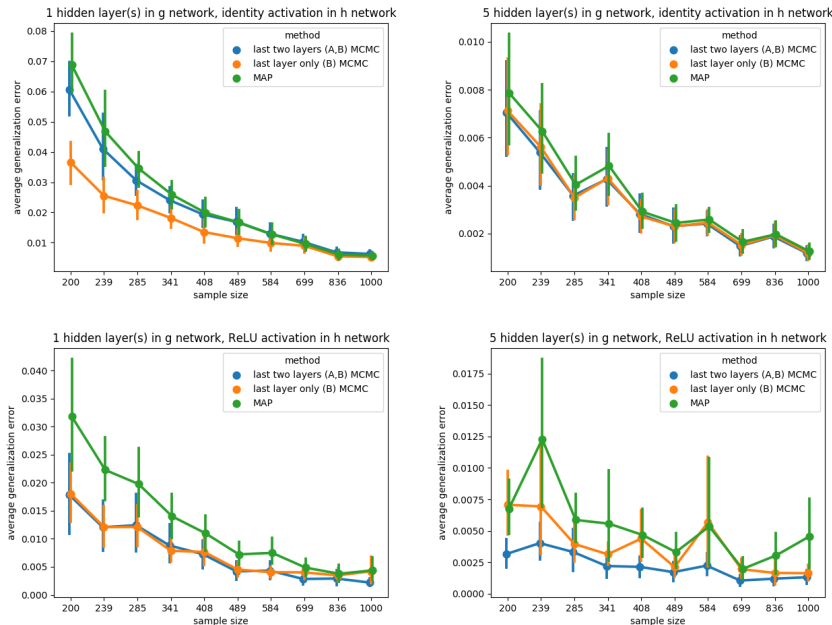 1 hidden layer(s) in g network, identity activation in h network
0.08
0.07
0.06
0.05
0.04
0.03
0.02
0.01
average generalization error
method
last two layers (A,B) MCMC
last layer only (B) MCMC
MAP
200 239 285 341 408 489 584 699 836 1000
sample size
5 hidden layer(s) in g network, identity activation in h network
0.010
0.008
0.006
0.004
0.002
average generalization error
method
last two layers (A,B) MCMC
last layer only (B) MCMC
MAP
200 239 285 341 408 489 584 699 836 1000
sample size
1 hidden layer(s) in g network, ReLU activation in h network
0.040
0.035
0.030
0.025
0.020
0.015
0.010
0.005
0.000
average generalization error
method
last two layers (A,B) MCMC
last layer only (B) MCMC
MAP
200 239 285 341 408 489 584 699 836 1000
sample size
5 hidden layer(s) in g network, ReLU activation in h network
0.0175
0.0150
0.0125
0.0100
0.0075
0.0050
0.0025
0.0000
average generalization error
method
last two layers (A,B) MCMC
last layer only (B) MCMC
MAP
200 239 285 341 408 489 584 699 836 1000
sample size